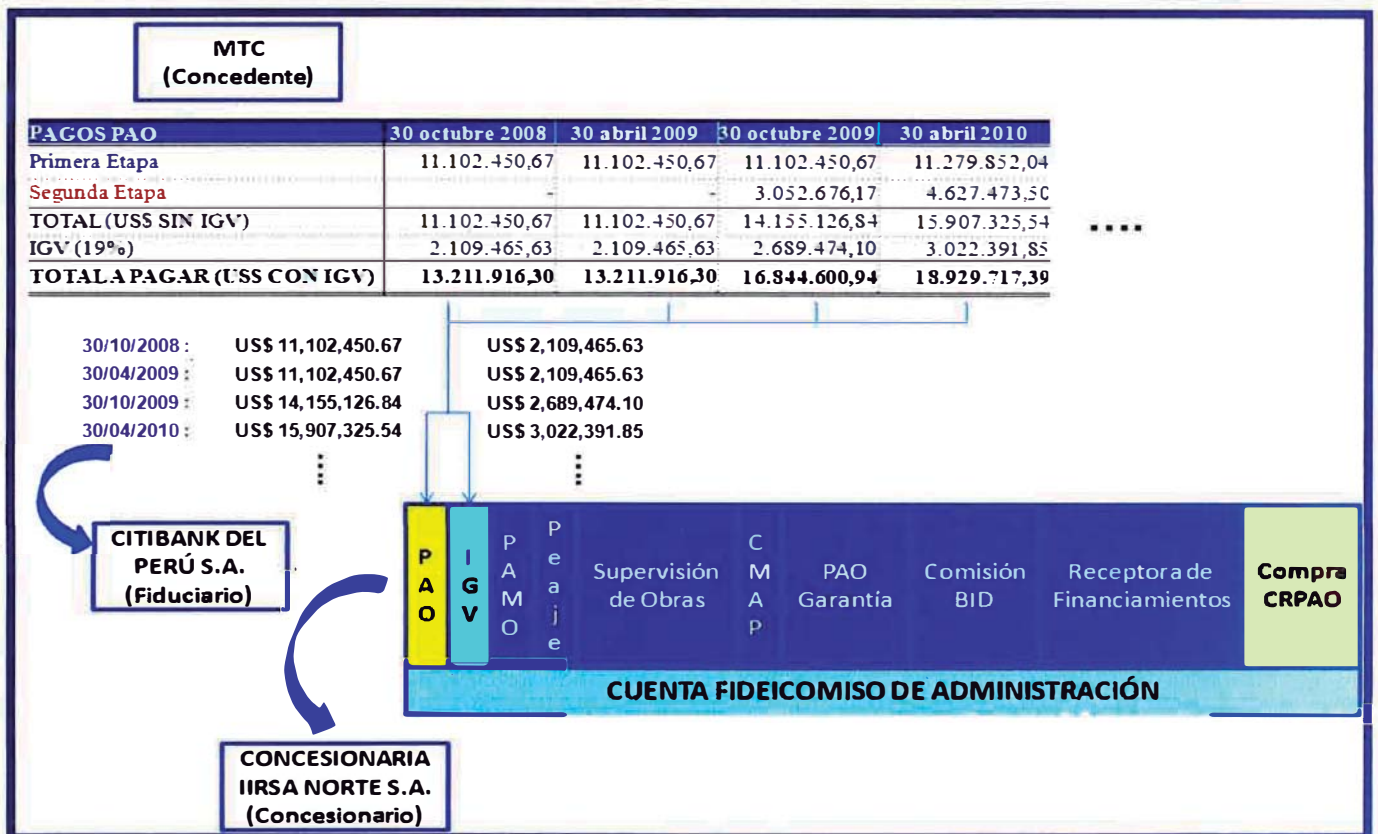 MTC
(Concedente)
PAGOS PAO 30 octubre 2008 30 abril 2009 30 octubre 2009 30 abril 2010
Primera Etapa 11.102.450,67 11.102.450,67 11.102.450,67 11.279.852,04
Segunda Etapa - - 3.052.676,17 4.627.473,50
TOTAL (US$ SIN IGV) 11.102.450,67 11.102.450,67 14.155.126,84 15.907.325,54
IGV (19%) 2.109.465,63 2.109.465,63 2.689.474,10 3.022.391,85
TOTAL A PAGAR (US$ CON IGV) 13.211.916,30 13.211.916,30 16.844.600,94 18.929.717,39
....
30/10/2008 : US$ 11,102,450.67 US$ 2,109,465.63
30/04/2009 : US$ 11,102,450.67 US$ 2,109,465.63
30/10/2009 : US$ 14,155,126.84 US$ 2,689,474.10
30/04/2010 : US$ 15,907,325.54 US$ 3,022,391.85
CITIBANK DEL
PERÚ S.A.
(Fiduciario)
PAO
IGV
PAMO
Peaje
Supervisión
de Obras
CMAP
PAO
Garantía
Comisión
BID
Receptora de
Financiamientos
Compra
CRPAO
CUENTA FIDEICOMISO DE ADMINISTRACIÓN
CONCESIONARIA
IIRSA NORTE S.A.
(Concesionario)